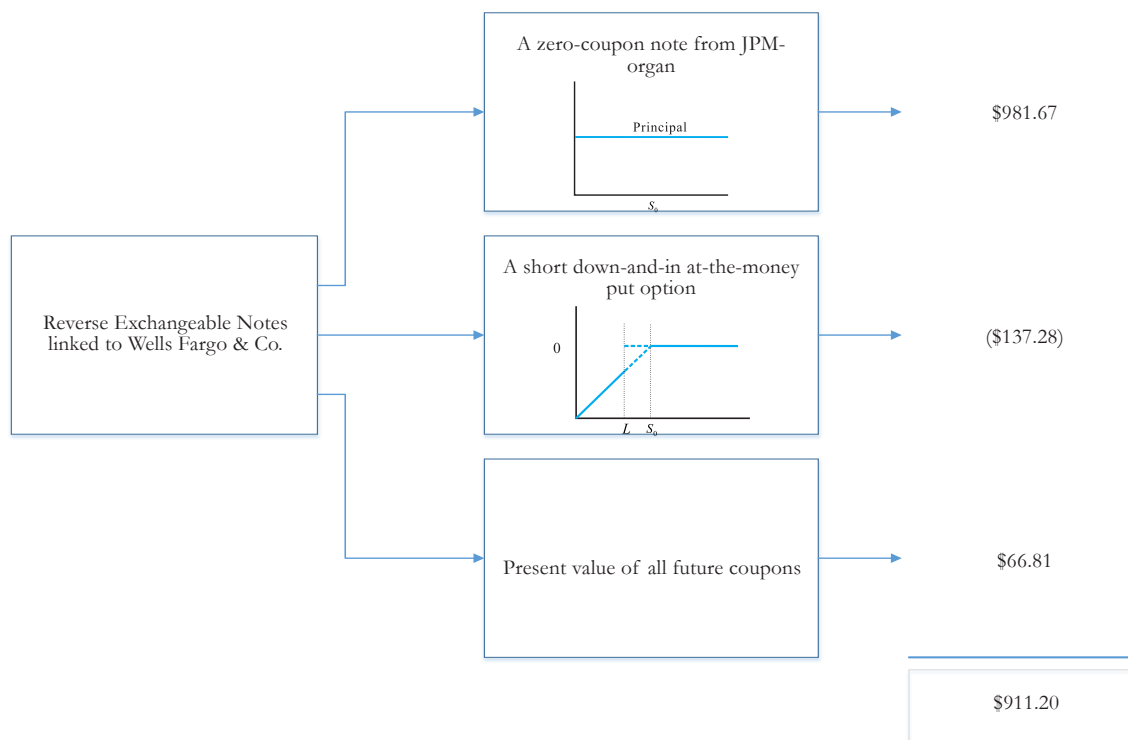 A zero-coupon note from JPM-
organ
Principal
S₀
$981.67
Reverse Exchangeable Notes
linked to Wells Fargo & Co.
A short down-and-in at-the-money
put option
0
L S₀
($137.28)
Present value of all future coupons
$66.81
$911.20